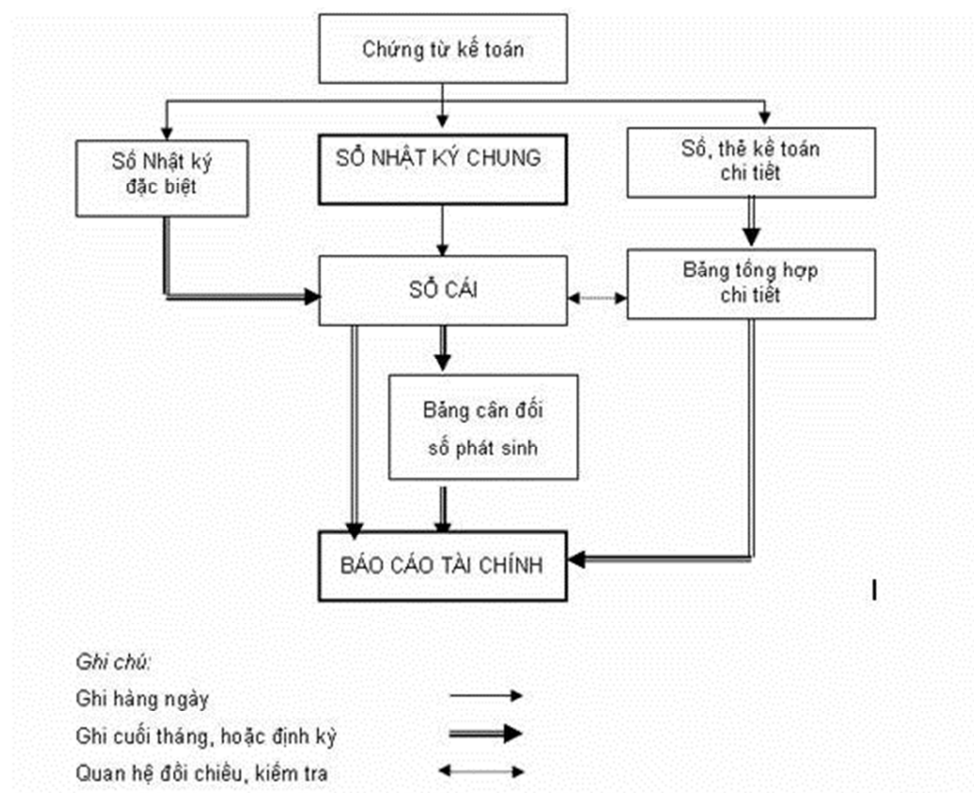 Chứng từ kế toán
Sổ Nhật ký
đặc biệt
SỔ NHẬT KÝ CHUNG
Sổ, thẻ kế toán
chi tiết
SỔ CÁI
Bảng tổng hợp
chi tiết
Bảng cân đối
số phát sinh
BÁO CÁO TÀI CHÍNH
Ghi chú:
Ghi hàng ngày
Ghi cuối tháng, hoặc định kỳ
Quan hệ đối chiếu, kiểm tra